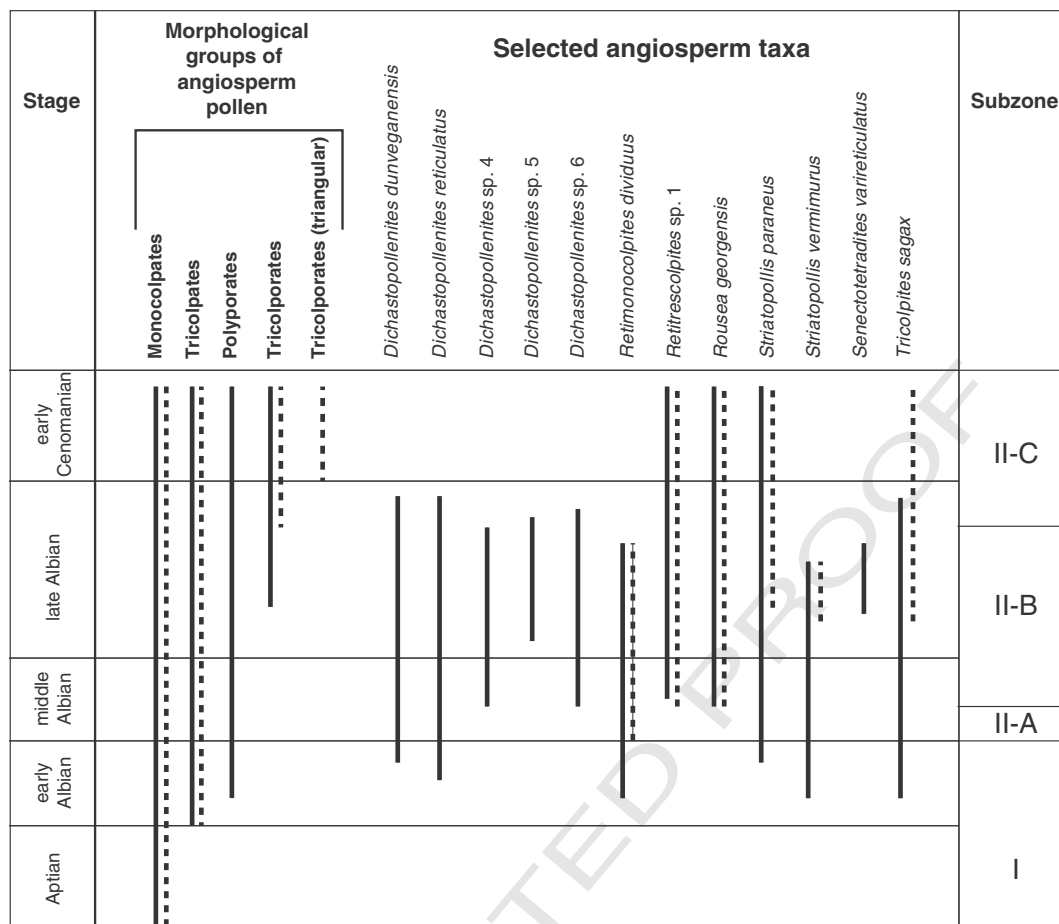 Morphological
groups of
angiosperm
pollen
Selected angiosperm taxa
Stage
Subzone
Monocolpates
Tricolpates
Polyporates
Tricolporates
Tricolporates (triangular)
Dichastopollenites dunveganensis
Dichastopollenites reticulatus
Dichastopollenites sp. 4
Dichastopollenites sp. 5
Dichastopollenites sp. 6
Retimonocolpites dividuus
Retitrescolpites sp. 1
Rousea georgensis
Striatopollis paraneus
Striatopollis vermimurus
Senectotetradites varireticulatus
Tricolpites sagax
early
Cenomanian
II-C
late Albian
II-B
middle
Albian
II-A
early
Albian
Aptian
I
TED PROOF